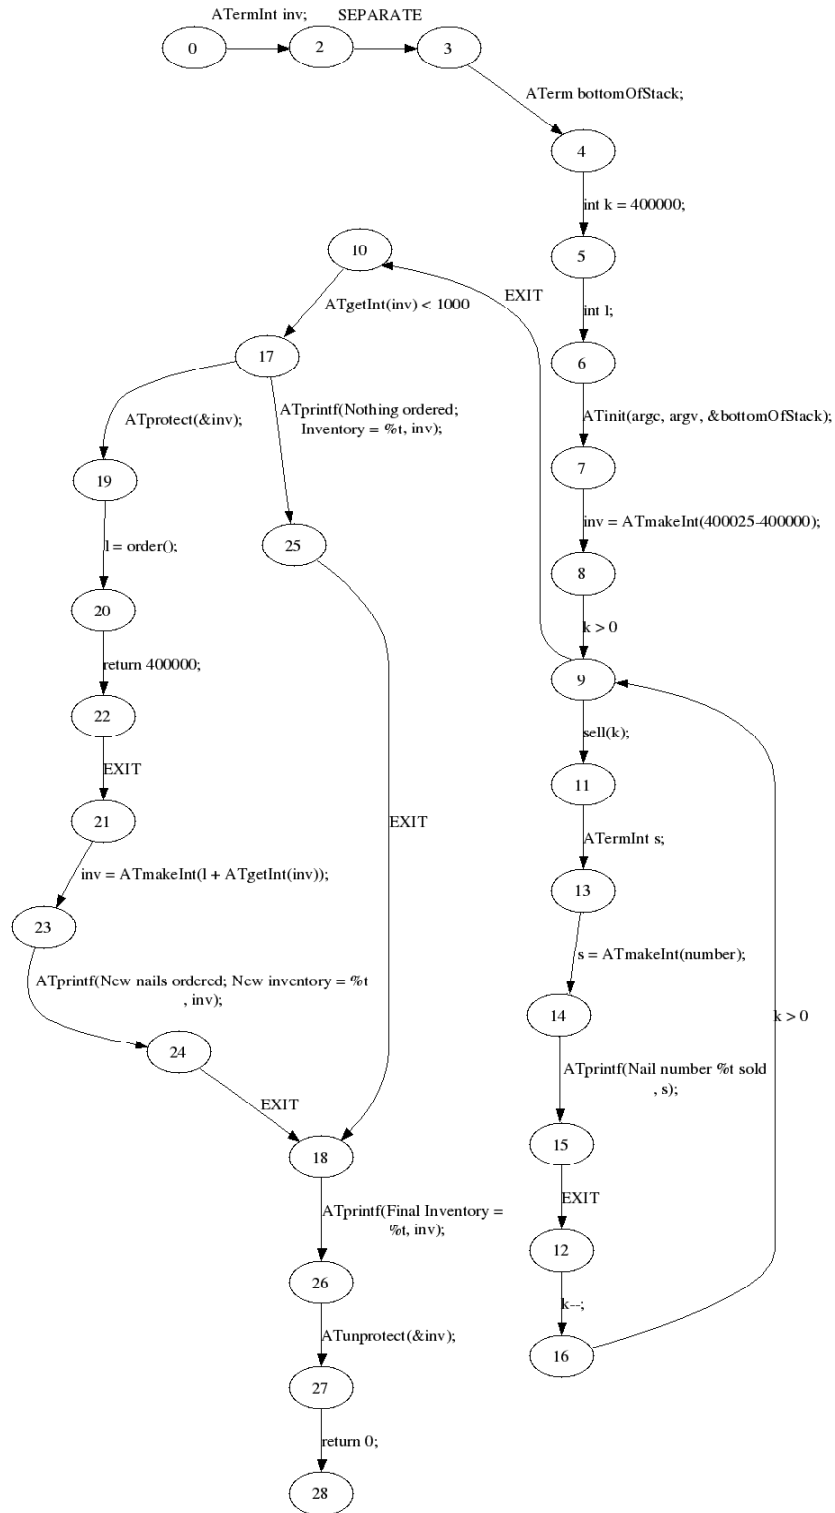 ATermInt inv;
SEPARATE
0
2
3
ATerm bottomOfStack;
4
int k = 400000;
5
int l;
6
ATinit(argc, argv, &bottomOfStack);
7
inv = ATmakeInt(400025-400000);
8
k > 0
9
EXIT
10
ATgetInt(inv) < 1000
17
ATprotect(&inv);
19
l = order();
20
return 400000;
22
EXIT
21
inv = ATmakeInt(l + ATgetInt(inv));
23
ATprintf(New nails ordered; New inventory = %t
, inv);
24
EXIT
ATprintf(Nothing ordered;
Inventory = %t, inv);
25
EXIT
18
ATprintf(Final Inventory =
%t, inv);
26
ATunprotect(&inv);
27
return 0;
28
sell(k);
11
ATermInt s;
13
s = ATmakeInt(number);
14
ATprintf(Nail number %t sold
, s);
15
EXIT
12
k--;
16
k > 0